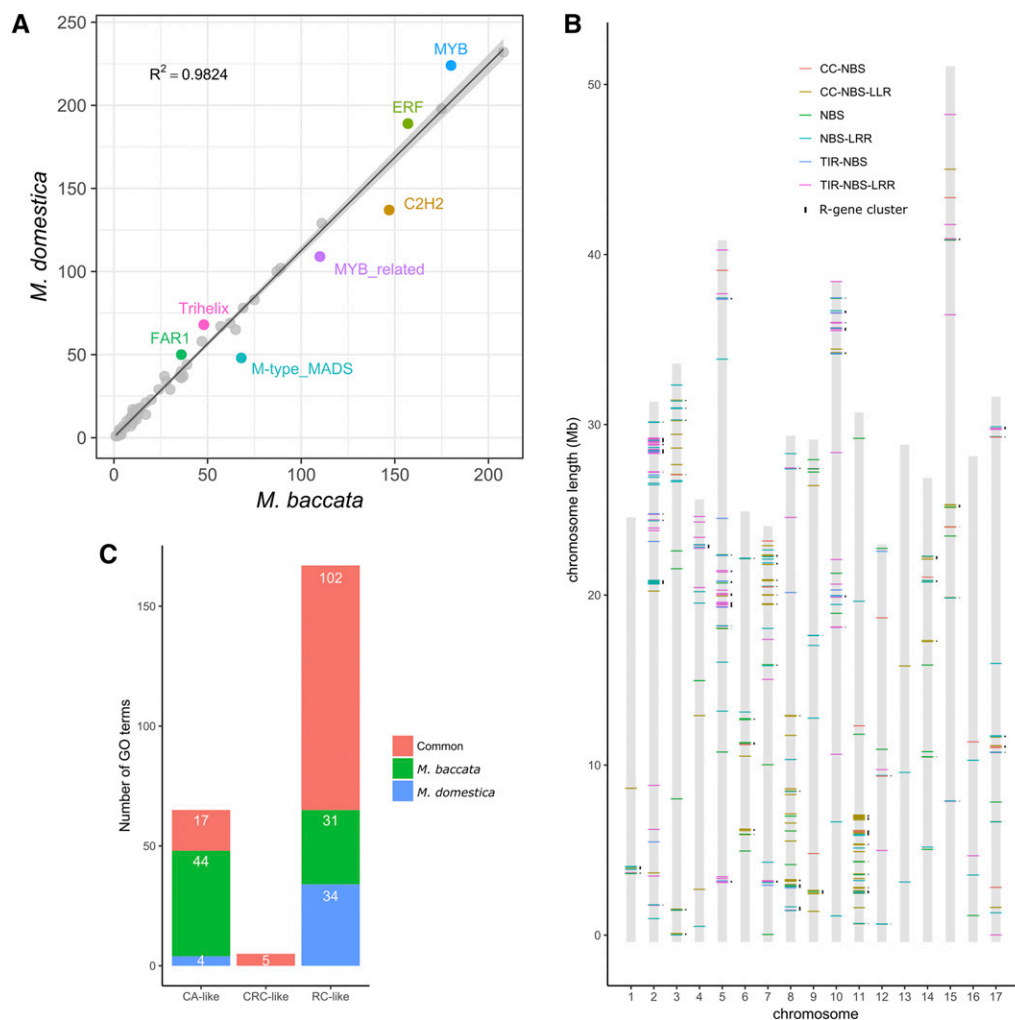 A
250
200
150
100
50
0
M. domestica
R² = 0.9824
MYB
ERF
C2H2
MYB_related
Trihelix
FAR1
M-type_MADS
0
50
100
150
200
M. baccata
B
50
40
30
20
10
0
chromosome length (Mb)
CC-NBS
CC-NBS-LLR
NBS
NBS-LRR
TIR-NBS
TIR-NBS-LRR
R-gene cluster
1 2 3 4 5 6 7 8 9 10 11 12 13 14 15 16 17
chromosome
C
150
100
50
0
Number of GO terms
17
44
4
5
102
31
34
Common
M. baccata
M. domestica
CA-like CRC-like RC-like